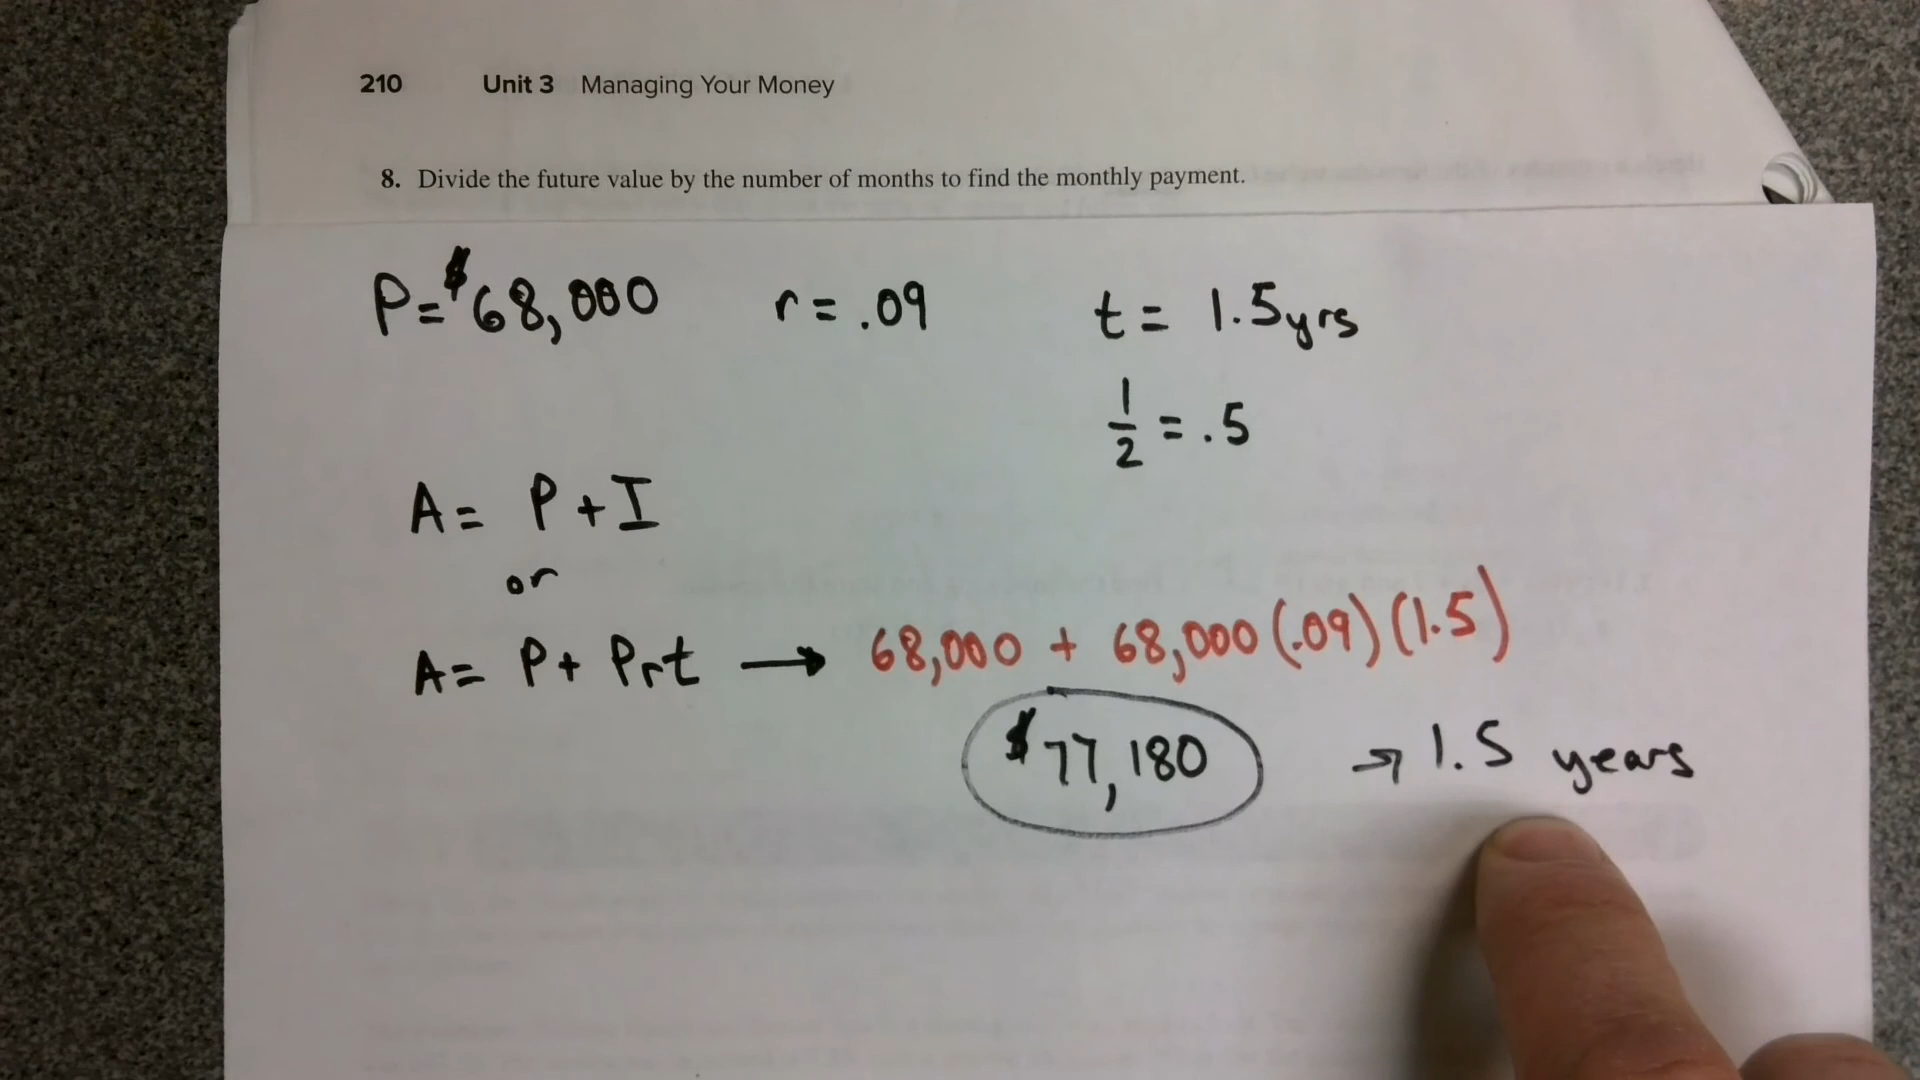 210 Unit 3 Managing Your Money
8. Divide the future value by the number of months to find the monthly payment.
P=$68,000 r=.09 t= 1.5yrs
1/2 = .5
A= P+I
or
A= P+ Prt → 68,000 + 68,000(.09)(1.5)
$77,180 → 1.5 years